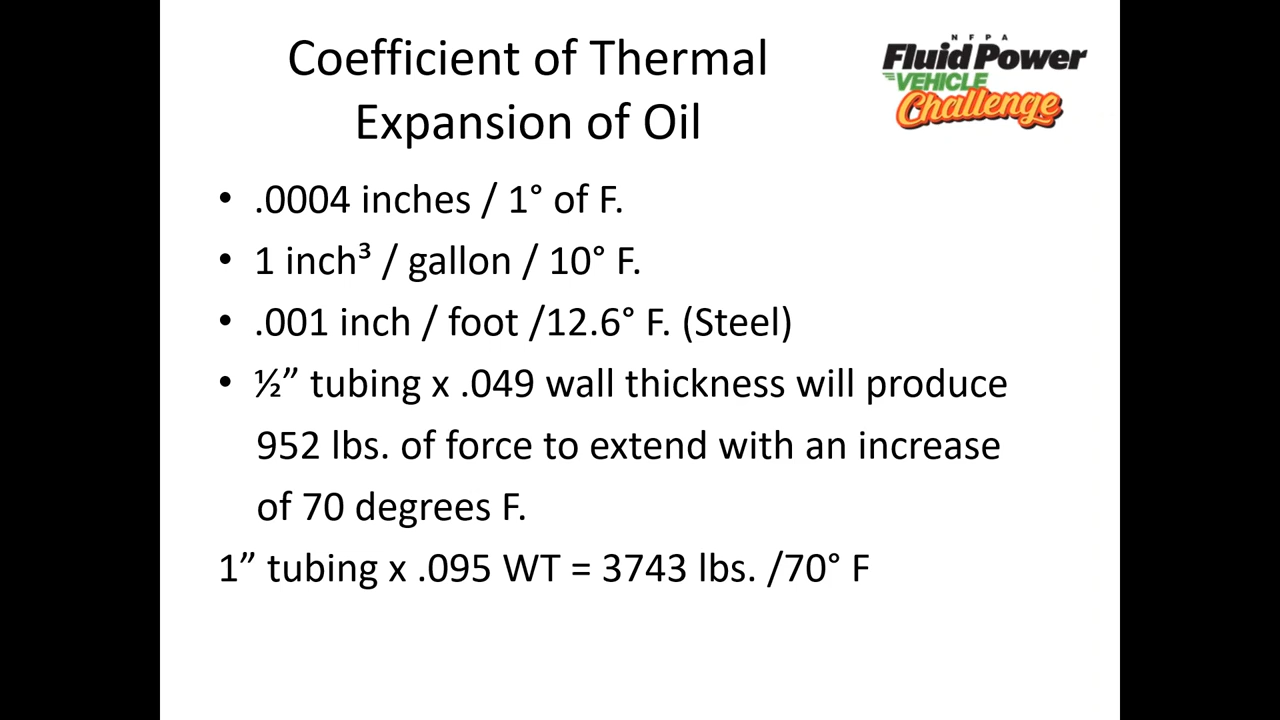 Coefficient of Thermal
Expansion of Oil
NFPA
Fluid Power
VEHICLE
Challenge
• .0004 inches / 1° of F.
• 1 inch³ / gallon / 10° F.
• .001 inch / foot /12.6° F. (Steel)
• ½” tubing x .049 wall thickness will produce
952 lbs. of force to extend with an increase
of 70 degrees F.
1” tubing x .095 WT = 3743 lbs. /70° F